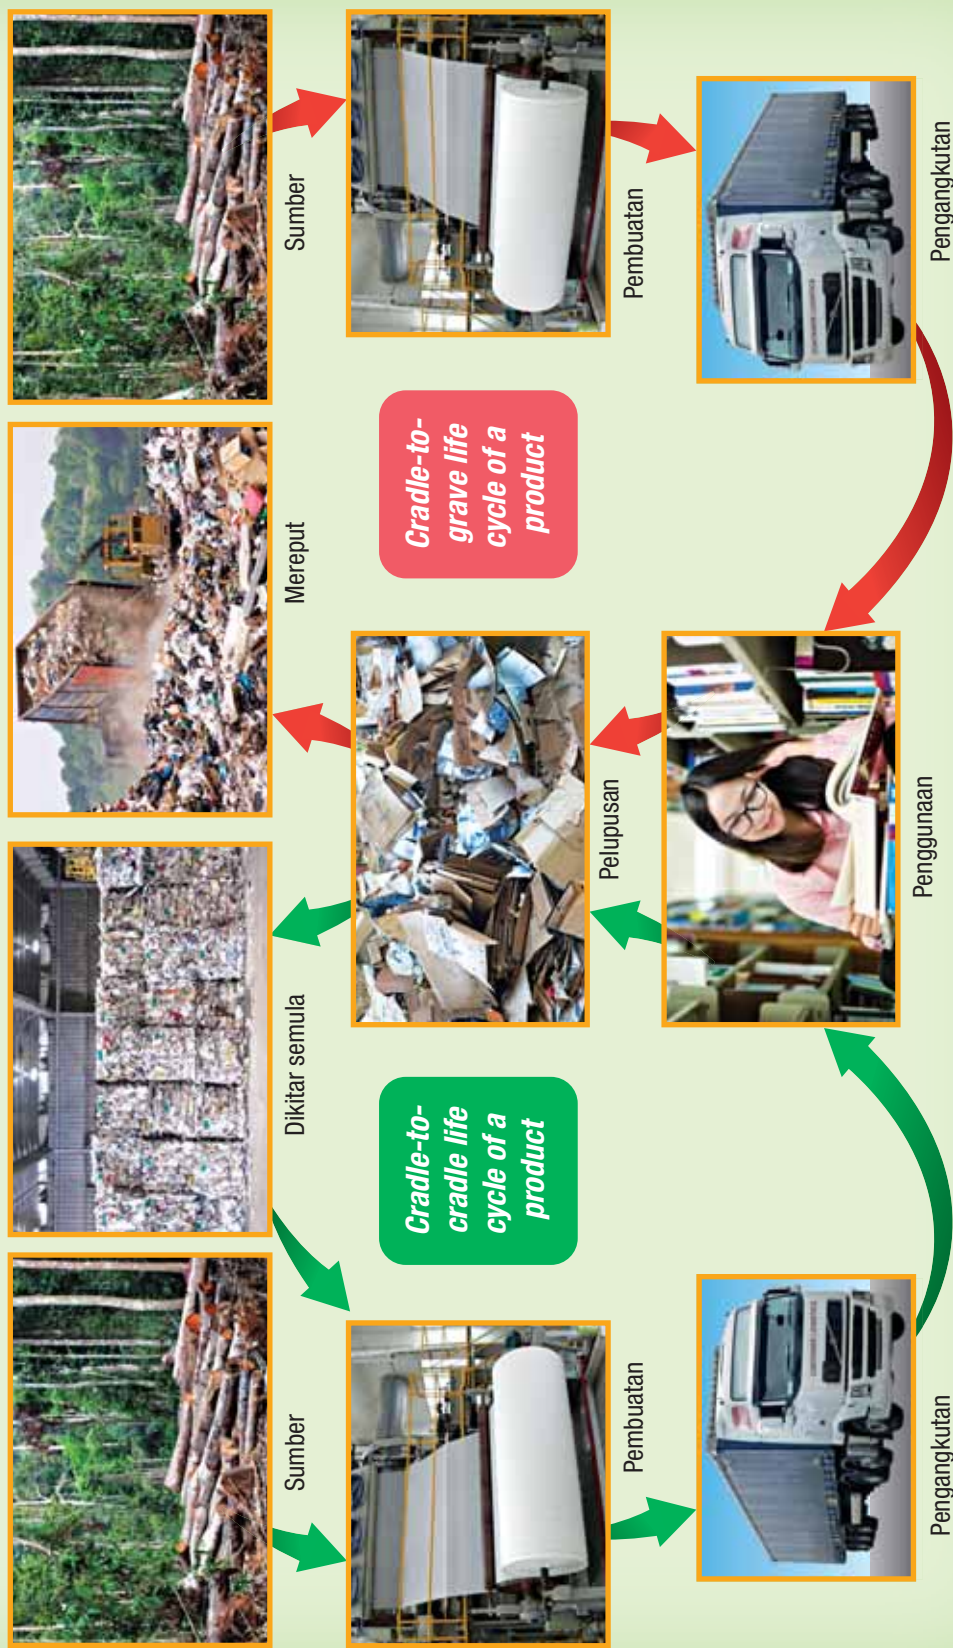 Sumber
Dikitar semula
Mereput
Sumber
Cradle-to-
cradle life
cycle of a
product
Cradle-to-
grave life
cycle of a
product
Pembuatan
Pelupusan
Pembuatan
Pengangkutan
Penggunaan
Pengangkutan